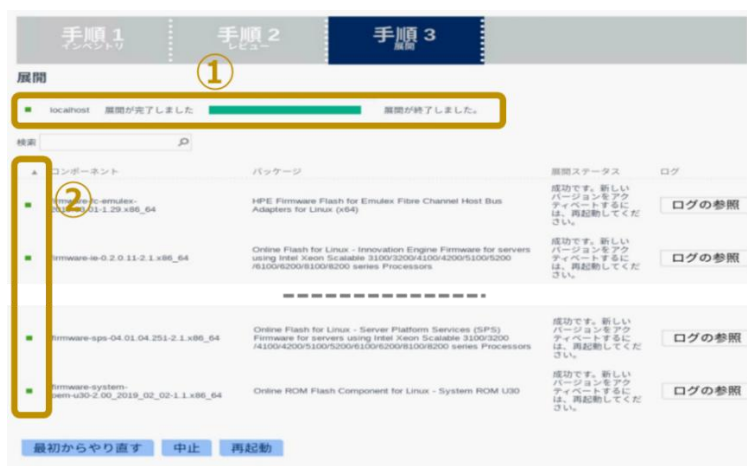 手順 1
インベントリ
手順 2
レビュー
手順 3
展開
①
展開
localhost 展開が完了しました 展開が終了しました。
検索
コンポーネント パッケージ 展開ステータス ログ
②
firmware-fc-emulex-
01-1.29.x86_64
HPE Firmware Flash for Emulex Fibre Channel Host Bus
Adapters for Linux (x64)
成功です。新しい
バージョンをアク
ティベートするに
は、再起動してくだ
さい。
ログの参照
firmware-ie-0.2.0.11-2.1.x86_64
Online Flash for Linux - Innovation Engine Firmware for servers
using Intel Xeon Scalable 3100/3200/4100/4200/5100/5200
/6100/6200/8100/8200 series Processors
成功です。新しい
バージョンをアク
ティベートするに
は、再起動してくだ
さい。
ログの参照
firmware-sps-04.01.04.251-2.1.x86_64
Online Flash for Linux - Server Platform Services (SPS)
Firmware for servers using Intel Xeon Scalable 3100/3200
/4100/4200/5100/5200/6100/6200/8100/8200 series Processors
成功です。新しい
バージョンをアク
ティベートするに
は、再起動してくだ
さい。
ログの参照
firmware-system-
oem-u30-2.00_2019_02_02-1.1.x86_64
Online ROM Flash Component for Linux - System ROM U30
成功です。新しい
バージョンをアク
ティベートするに
は、再起動してくだ
さい。
ログの参照
最初からやり直す 中止 再起動